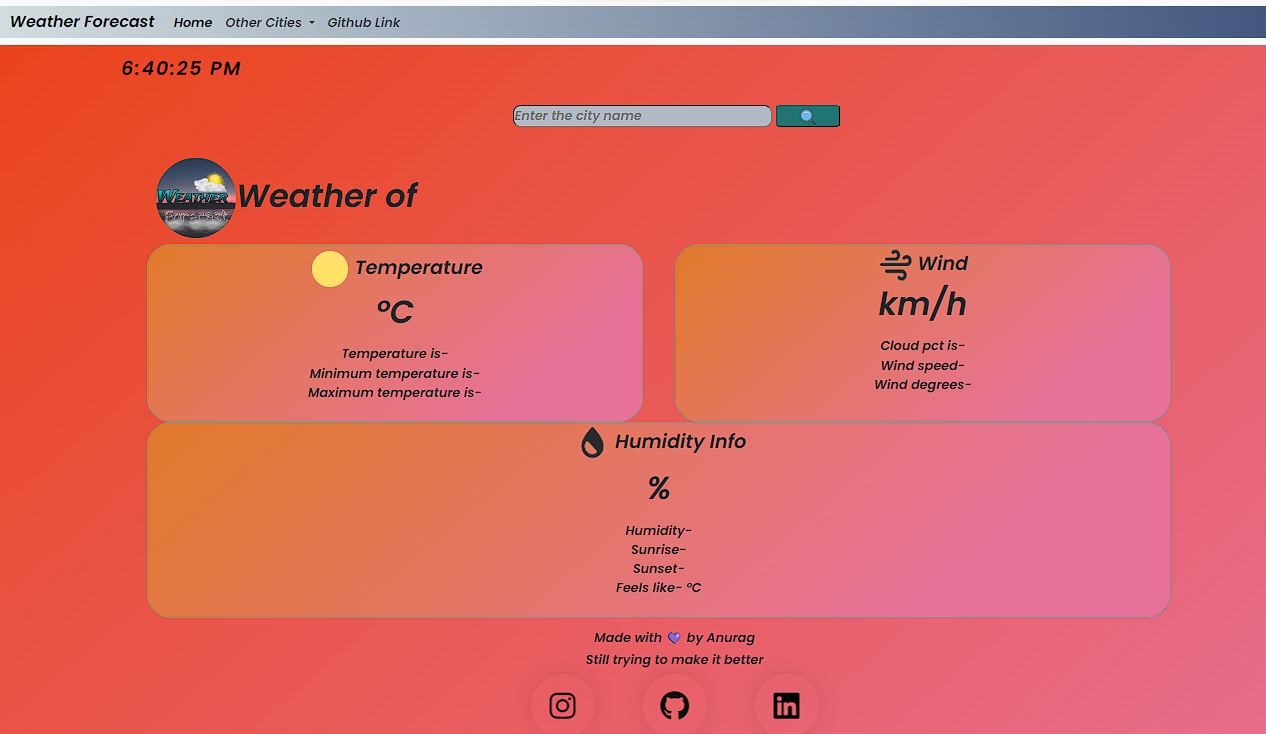 Weather Forecast Home Other Cities Github Link
6:40:25 PM
Enter the city name
WEATHER
Forecast
Weather of
Temperature
°C
Temperature is-
Minimum temperature is-
Maximum temperature is-
Wind
km/h
Cloud pct is-
Wind speed-
Wind degrees-
Humidity Info
%
Humidity-
Sunrise-
Sunset-
Feels like- °C
Made with 💜 by Anurag
Still trying to make it better
in